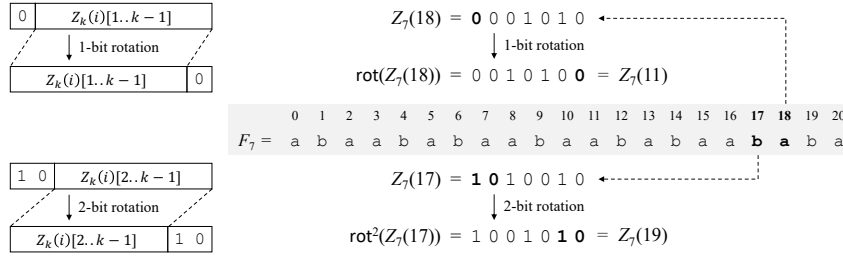 0 Z_k(i)[1..k − 1]
1-bit rotation
Z_k(i)[1..k − 1] 0
Z_7(18) = 0 0 0 1 0 1 0
1-bit rotation
rot(Z_7(18)) = 0 0 1 0 1 0 0 = Z_7(11)
0 1 2 3 4 5 6 7 8 9 10 11 12 13 14 15 16 17 18 19 20
F_7 = a b a a b a b a a b a a b a b a a b a b a
1 0 Z_k(i)[2..k − 1]
2-bit rotation
Z_k(i)[2..k − 1] 1 0
Z_7(17) = 1 0 1 0 0 1 0
2-bit rotation
rot²(Z_7(17)) = 1 0 0 1 0 1 0 = Z_7(19)